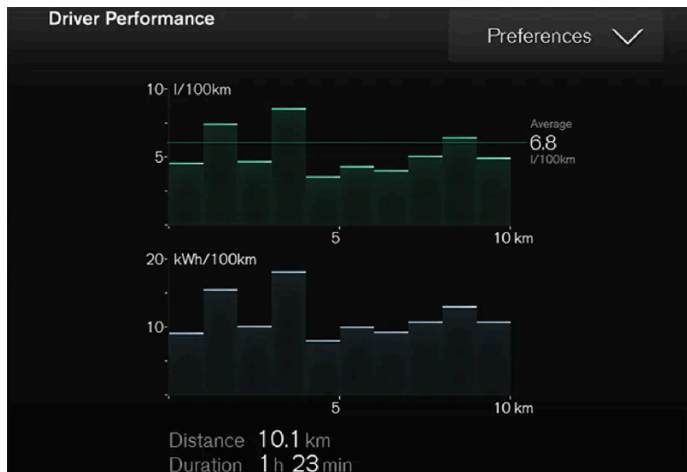 Driver Performance
Preferences
10 l/100km
Average
6.8
l/100km
5
5
10 km
20 kWh/100km
10
5
10 km
Distance 10.1 km
Duration 1 h 23 min